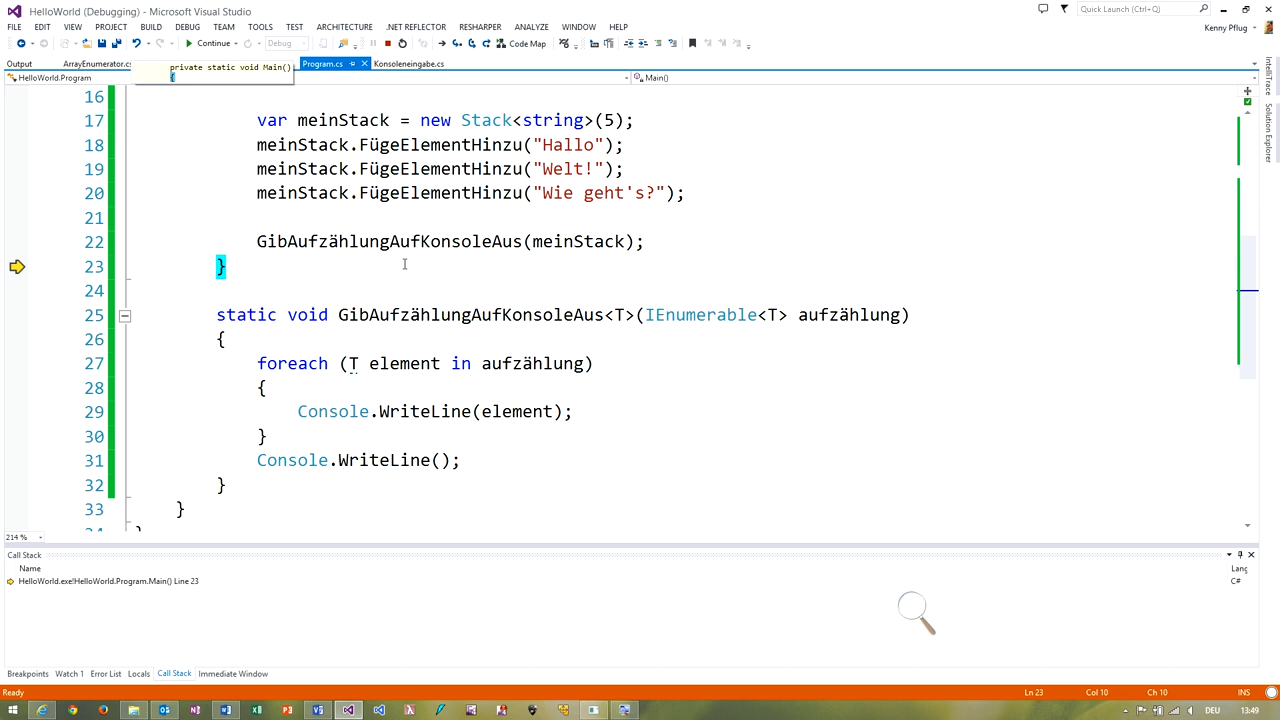 HelloWorld (Debugging) - Microsoft Visual Studio
Quick Launch (Ctrl+Q)
FILE EDIT VIEW PROJECT BUILD DEBUG TEAM TOOLS TEST ARCHITECTURE .NET REFLECTOR RESHARPER ANALYZE WINDOW HELP
Kenny Pflug
Continue
Debug
Code Map
Output
ArrayEnumerator.cs
private static void Main()
{
Program.cs
Konsoleneingabe.cs
HelloWorld.Program
Main()
IntelliTrace
Solution Explorer
16
17 var meinStack = new Stack<string>(5);
18 meinStack.FügeElementHinzu("Hallo");
19 meinStack.FügeElementHinzu("Welt!");
20 meinStack.FügeElementHinzu("Wie geht's?");
21
22 GibAufzählungAufKonsoleAus(meinStack);
23 }
24
25 static void GibAufzählungAufKonsoleAus<T>(IEnumerable<T> aufzählung)
26 {
27 foreach (T element in aufzählung)
28 {
29 Console.WriteLine(element);
30 }
31 Console.WriteLine();
32 }
33 }
214 %
Call Stack
Name
Lang
HelloWorld.exe!HelloWorld.Program.Main() Line 23
C#
Breakpoints Watch 1 Error List Locals Call Stack Immediate Window
Ready
Ln 23 Col 10 Ch 10 INS
DEU 13:49